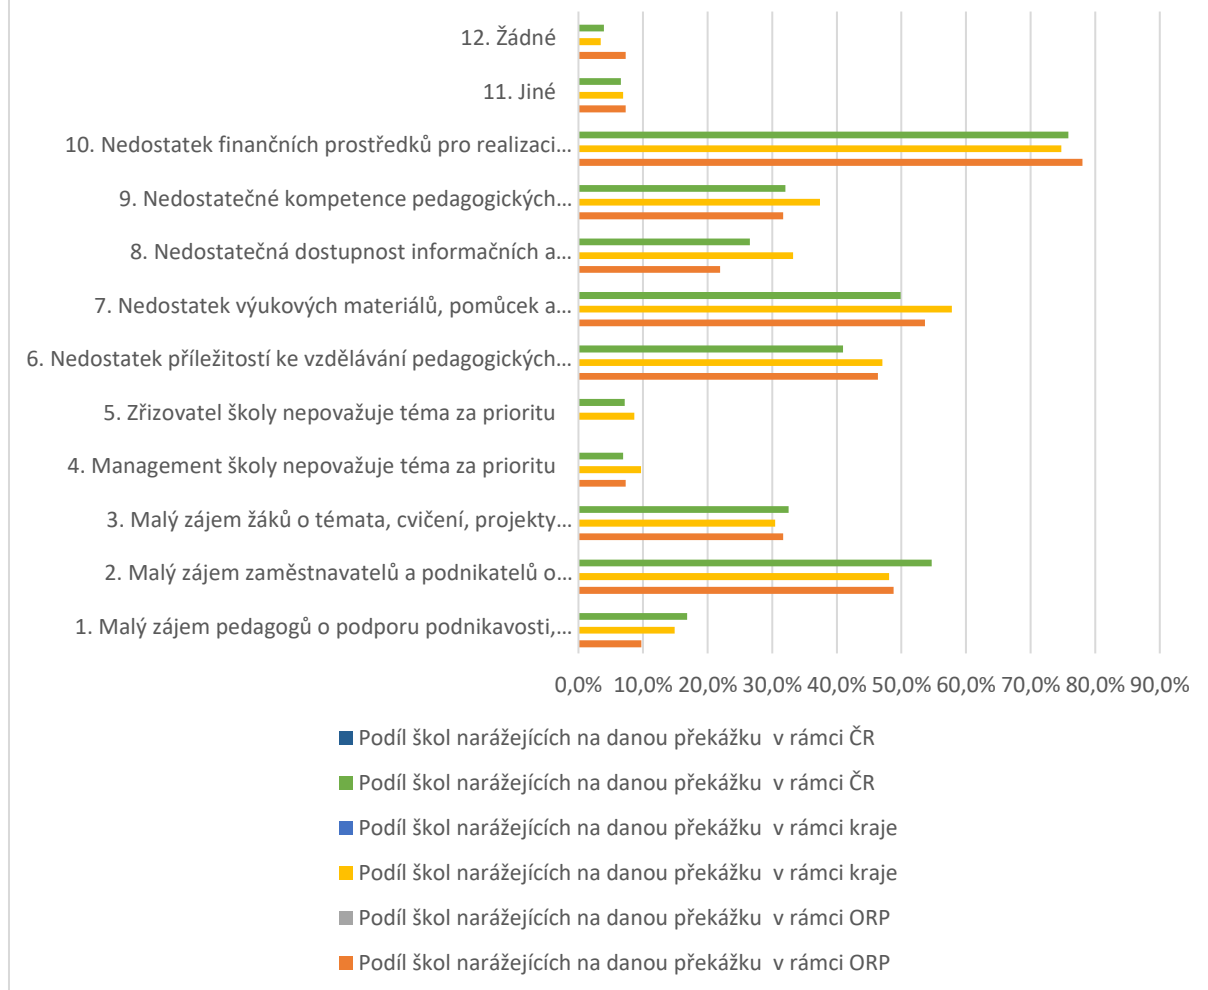 12. Žádné
11. Jiné
10. Nedostatek finančních prostředků pro realizaci…
9. Nedostatečné kompetence pedagogických…
8. Nedostatečná dostupnost informačních a…
7. Nedostatek výukových materiálů, pomůcek a…
6. Nedostatek příležitostí ke vzdělávání pedagogických…
5. Zřizovatel školy nepovažuje téma za prioritu
4. Management školy nepovažuje téma za prioritu
3. Malý zájem žáků o témata, cvičení, projekty…
2. Malý zájem zaměstnavatelů a podnikatelů o…
1. Malý zájem pedagogů o podporu podnikavosti,…
0,0% 10,0% 20,0% 30,0% 40,0% 50,0% 60,0% 70,0% 80,0% 90,0%
Podíl škol narážejících na danou překážku  v rámci ČR
Podíl škol narážejících na danou překážku  v rámci ČR
Podíl škol narážejících na danou překážku  v rámci kraje
Podíl škol narážejících na danou překážku  v rámci kraje
Podíl škol narážejících na danou překážku  v rámci ORP
Podíl škol narážejících na danou překážku  v rámci ORP